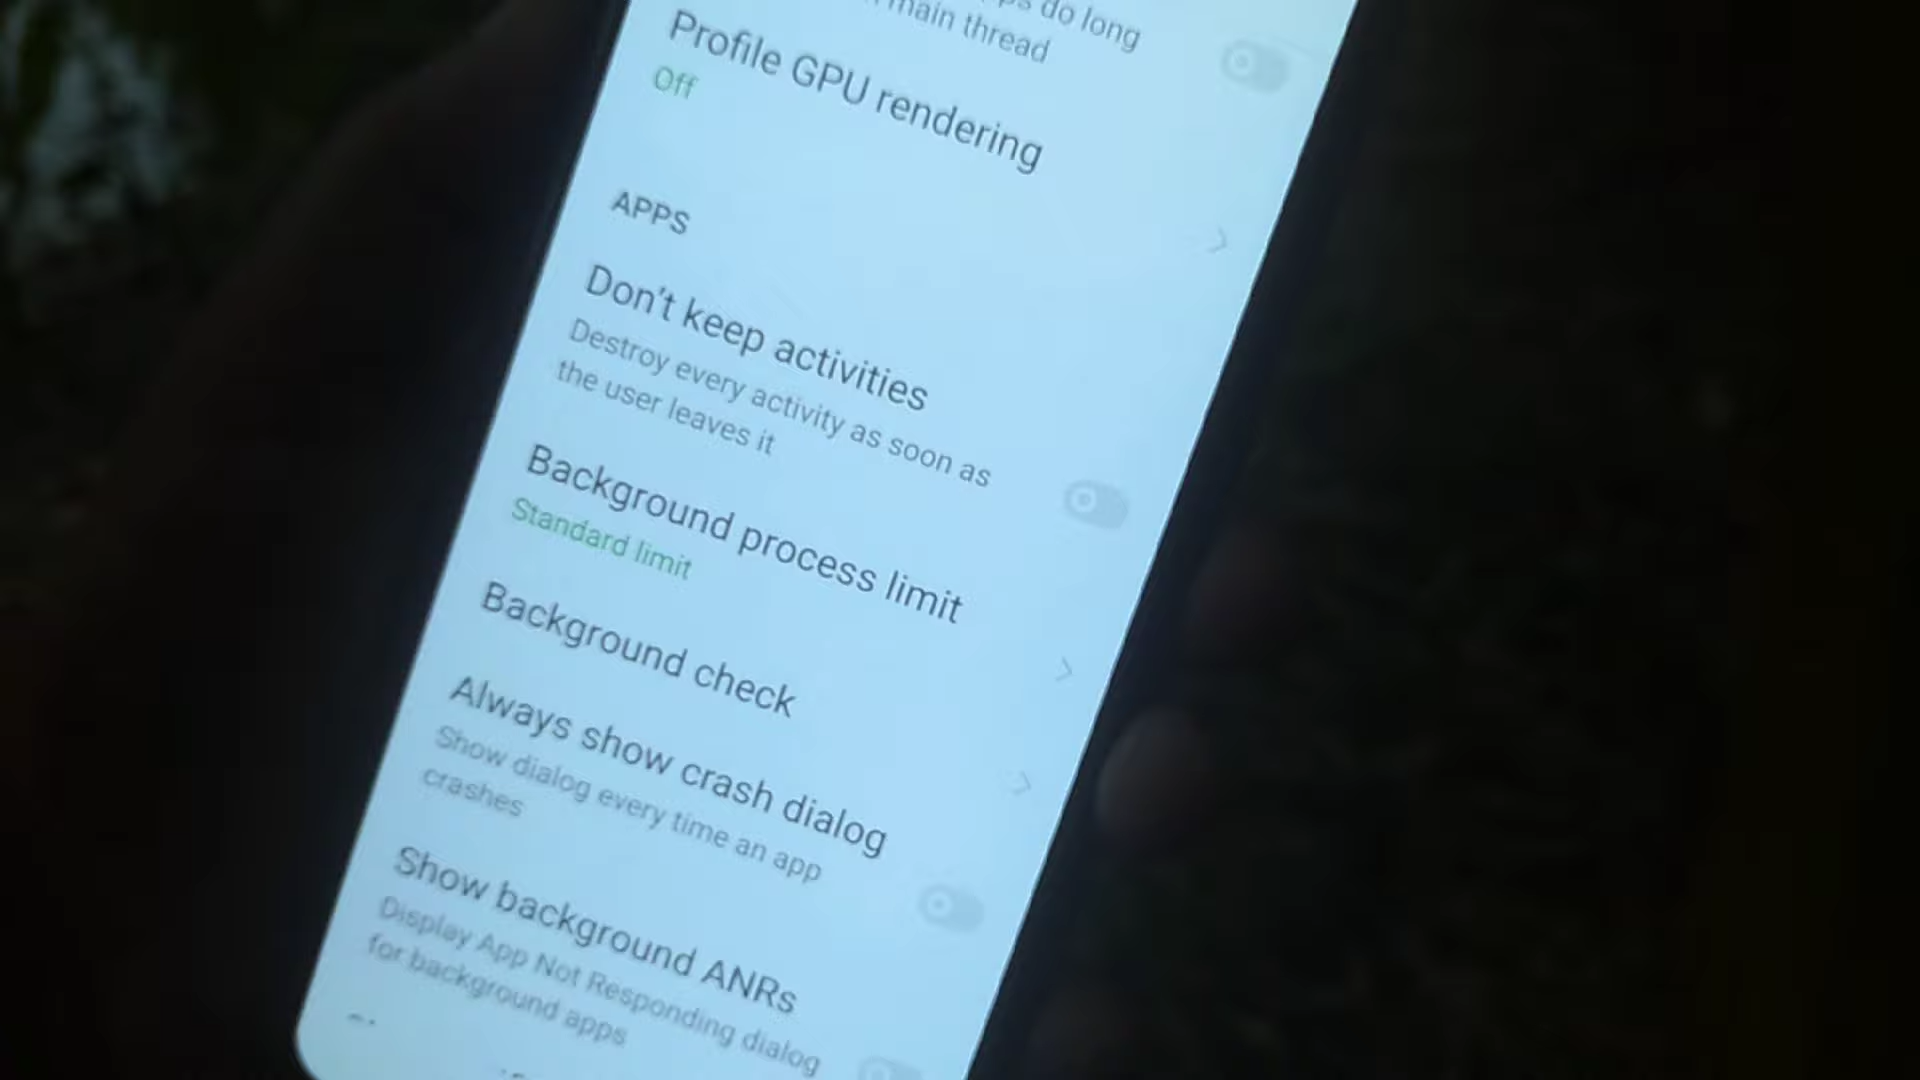 do long
main thread
Profile GPU rendering
Off
APPS
Don't keep activities
Destroy every activity as soon as
the user leaves it
Background process limit
Standard limit
Background check
Always show crash dialog
Show dialog every time an app
crashes
Show background ANRs
Display App Not Responding dialog
for background apps